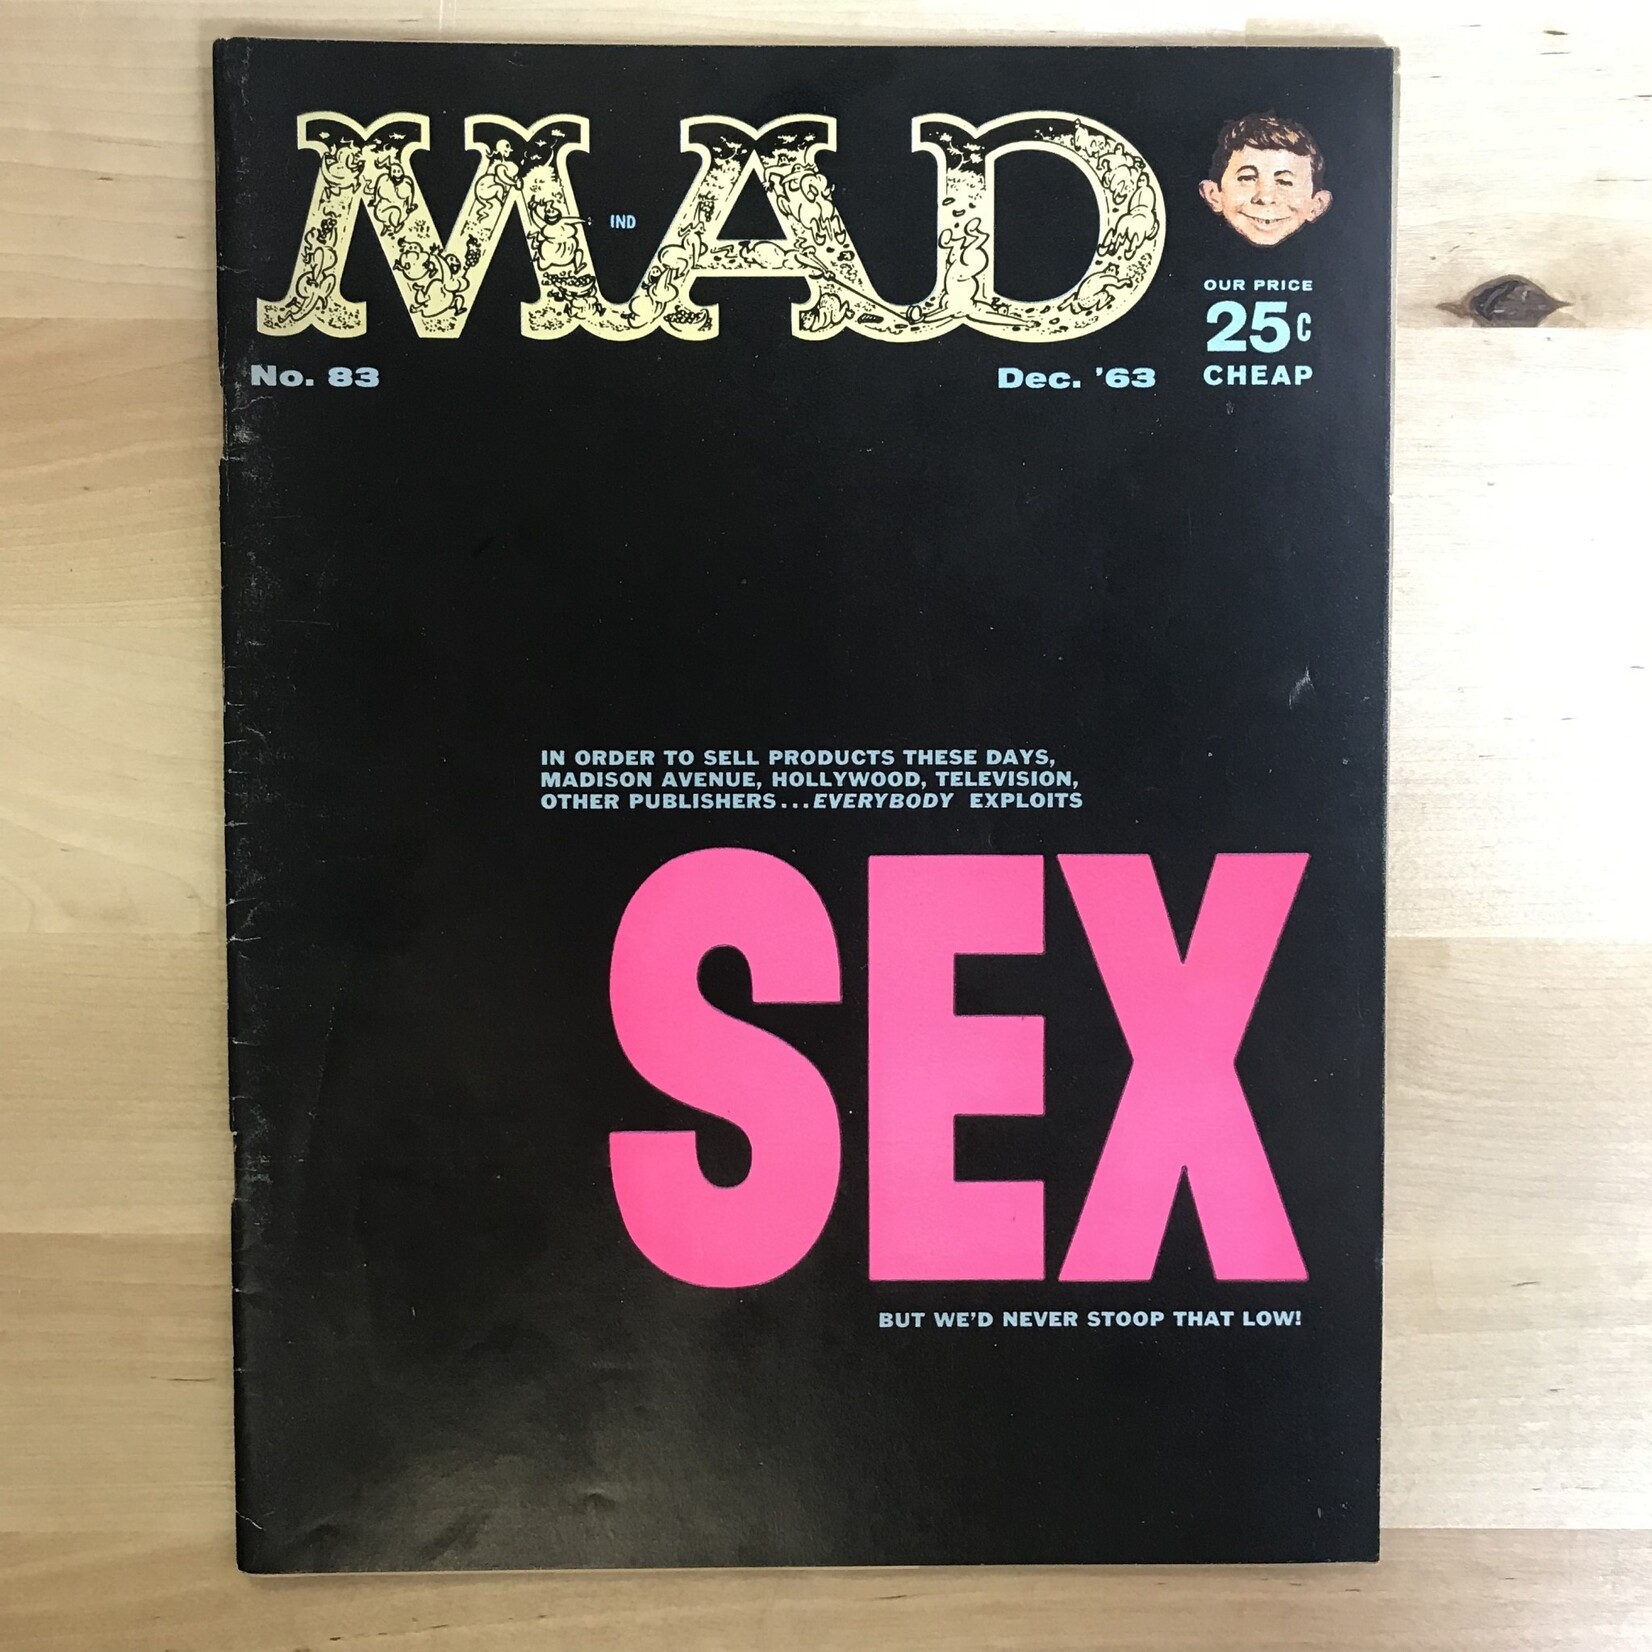 MAD
IND
OUR PRICE
25c
CHEAP
No. 83
Dec. '63
IN ORDER TO SELL PRODUCTS THESE DAYS,
MADISON AVENUE, HOLLYWOOD, TELEVISION,
OTHER PUBLISHERS...EVERYBODY EXPLOITS
SEX
BUT WE'D NEVER STOOP THAT LOW!